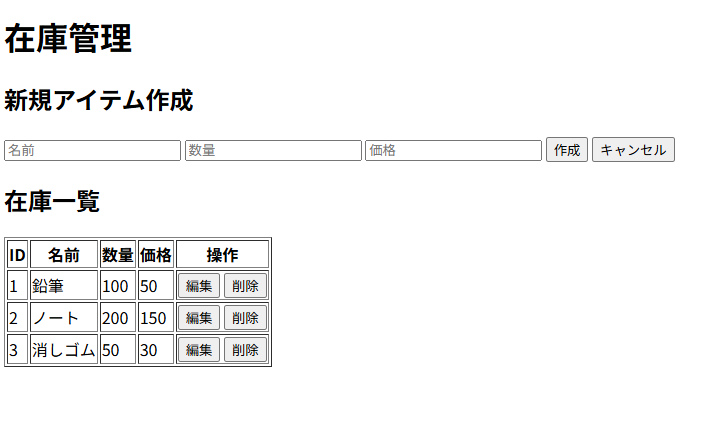 在庫管理
新規アイテム作成
名前 数量 価格 作成 キャンセル
在庫一覧
ID 名前 数量 価格 操作
1 鉛筆 100 50 編集 削除
2 ノート 200 150 編集 削除
3 消しゴム 50 30 編集 削除